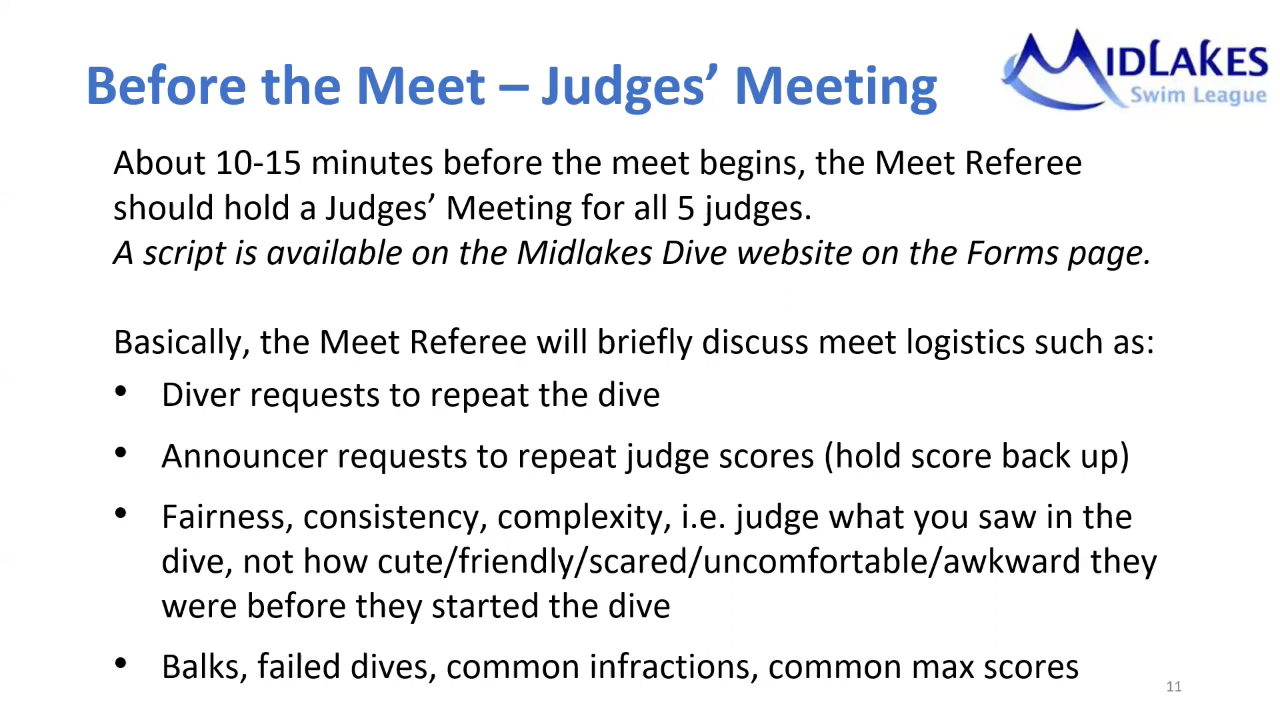 Before the Meet – Judges’ Meeting
MIDLAKES
Swim League
About 10-15 minutes before the meet begins, the Meet Referee
should hold a Judges’ Meeting for all 5 judges.
A script is available on the Midlakes Dive website on the Forms page.
Basically, the Meet Referee will briefly discuss meet logistics such as:
• Diver requests to repeat the dive
• Announcer requests to repeat judge scores (hold score back up)
• Fairness, consistency, complexity, i.e. judge what you saw in the
dive, not how cute/friendly/scared/uncomfortable/awkward they
were before they started the dive
• Balks, failed dives, common infractions, common max scores
11